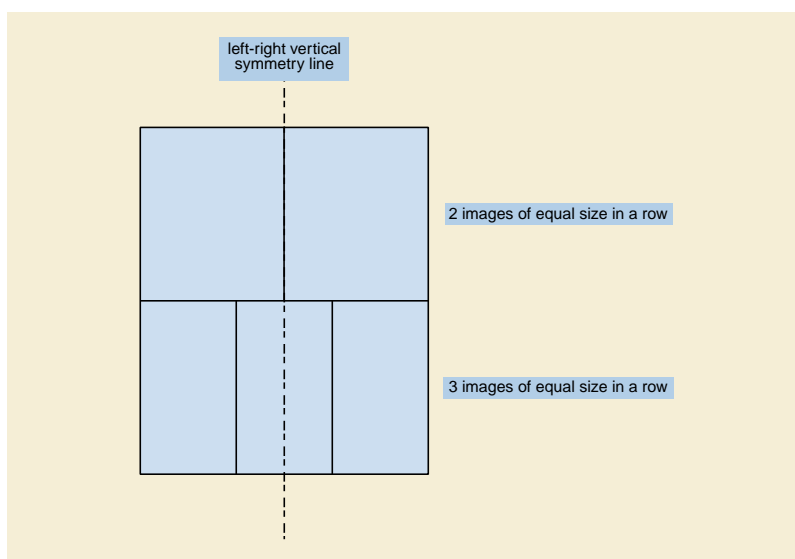 left-right vertical
symmetry line
2 images of equal size in a row
3 images of equal size in a row